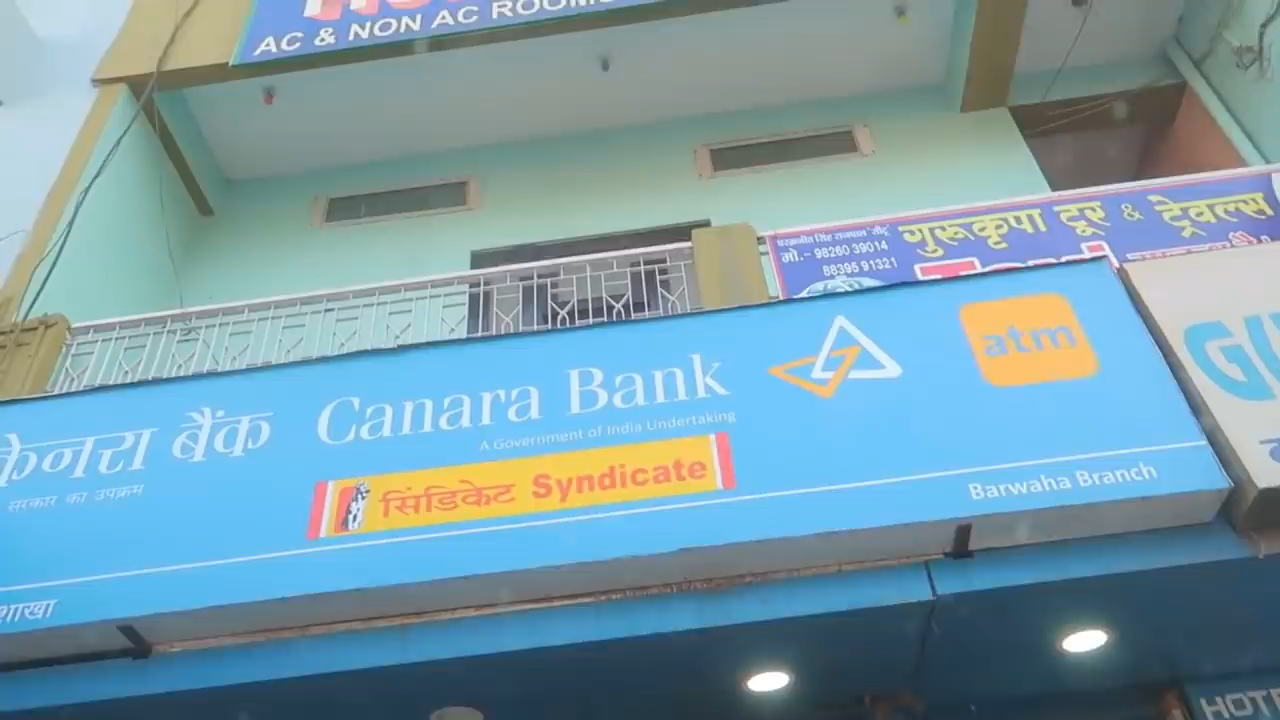 AC & NON AC ROOMS
गुरूकृपा टूर & ट्रेवल्स
मो.- 98260 39014
88395 91321
केनरा बैंक Canara Bank
सरकार का उपक्रम
A Government of India Undertaking
सिंडिकेट Syndicate
atm
शाखा
Barwaha Branch